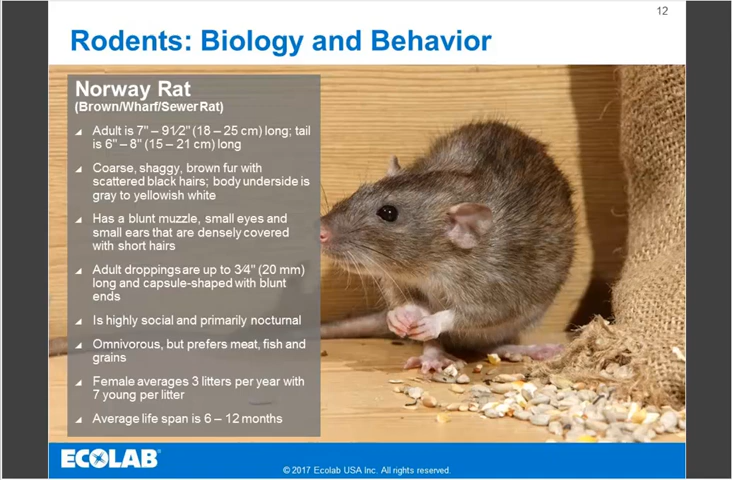 12
Rodents: Biology and Behavior
Norway Rat
(Brown/Wharf/Sewer Rat)
Adult is 7" – 91⁄2" (18 – 25 cm) long; tail
is 6" – 8" (15 – 21 cm) long
Coarse, shaggy, brown fur with
scattered black hairs; body underside is
gray to yellowish white
Has a blunt muzzle, small eyes and
small ears that are densely covered
with short hairs
Adult droppings are up to 3⁄4" (20 mm)
long and capsule-shaped with blunt
ends
Is highly social and primarily nocturnal
Omnivorous, but prefers meat, fish and
grains
Female averages 3 litters per year with
7 young per litter
Average life span is 6 – 12 months
ECOLAB®
© 2017 Ecolab USA Inc. All rights reserved.